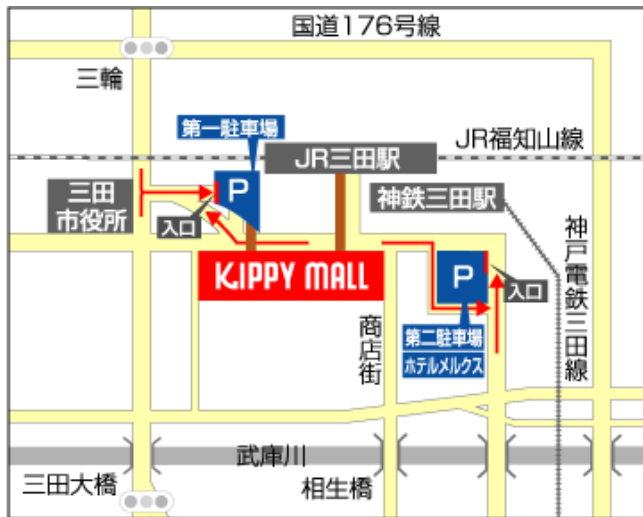 国道176号線
三輪
第一駐車場
JR福知山線
JR三田駅
P
三田
市役所
神鉄三田駅
入口
KiPPY MALL
P
入口
神戸電鉄三田線
商店街
第二駐車場
ホテルメルクス
武庫川
三田大橋
相生橋